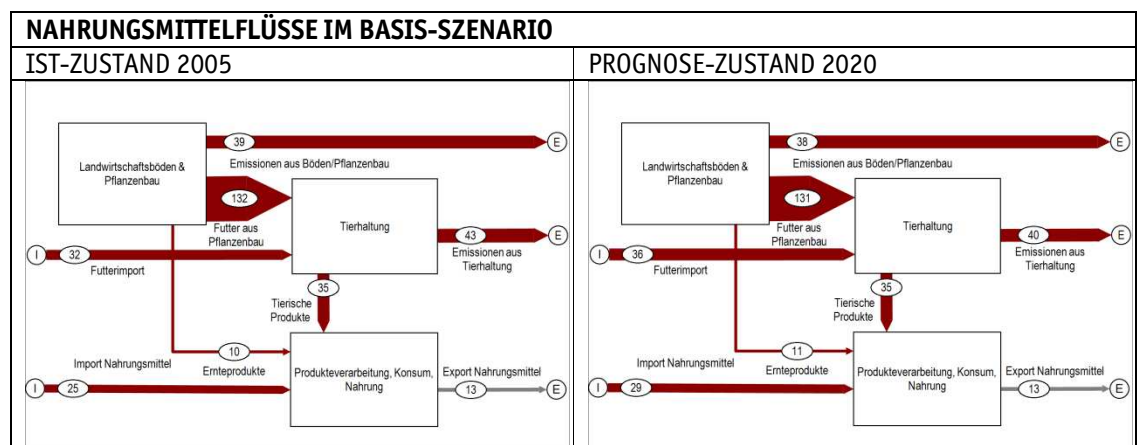 NAHRUNGSMITTELFLÜSSE IM BASIS-SZENARIO
IST-ZUSTAND 2005
39
E
Landwirtschaftsböden &
Pflanzenbau
Emissionen aus Böden/Pflanzenbau
132
Futter aus
Pflanzenbau
Tierhaltung
43
E
Emissionen aus
Tierhaltung
I
32
Futterimport
35
Tierische
Produkte
10
Ernteprodukte
Import Nahrungsmittel
I
25
Produkteverarbeitung, Konsum,
Nahrung
Export Nahrungsmittel
13
E
PROGNOSE-ZUSTAND 2020
38
E
Landwirtschaftsböden &
Pflanzenbau
Emissionen aus Böden/Pflanzenbau
131
Futter aus
Pflanzenbau
Tierhaltung
40
E
Emissionen aus
Tierhaltung
I
36
Futterimport
35
Tierische
Produkte
11
Ernteprodukte
Import Nahrungsmittel
I
29
Produkteverarbeitung, Konsum,
Nahrung
Export Nahrungsmittel
13
E